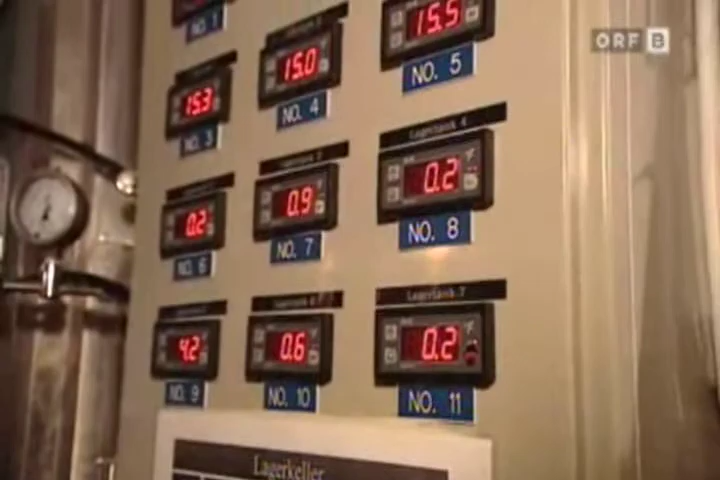 ORF B
NO. 1
15.5
NO. 5
15.0
NO. 4
15.3
NO. 3
Lagertank 4
0.2
NO. 8
0.9
NO. 7
0.2
NO. 6
Lagertank 7
0.2
NO. 11
0.6
NO. 10
4.2
NO. 9
Lagerkeller